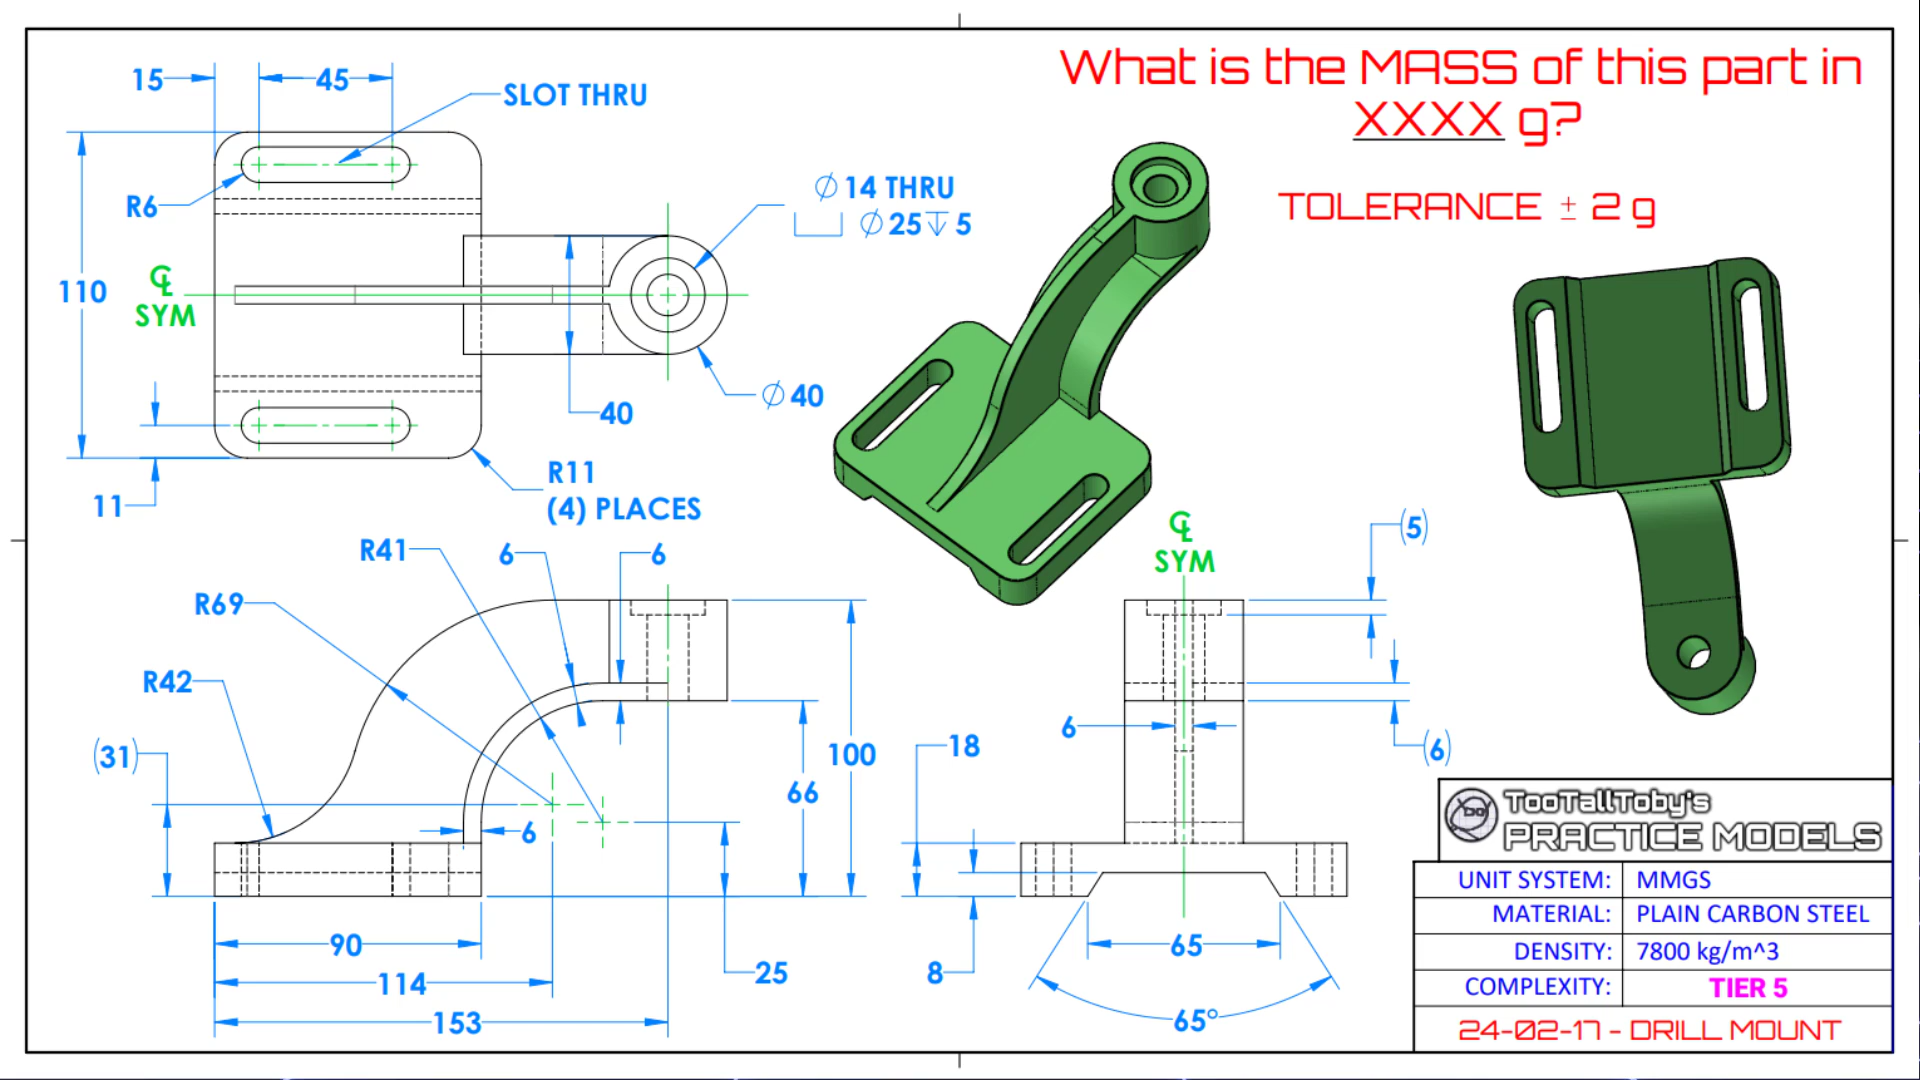 What is the MASS of this part in
XXXX g?
TOLERANCE ± 2 g
15
45
SLOT THRU
R6
110
℄
SYM
11
∅ 14 THRU
⌴ ∅ 25 ↧ 5
∅ 40
40
R11
(4) PLACES
R41
6
6
R69
R42
(31)
6
100
66
25
90
114
153
℄
SYM
(5)
6
(6)
18
8
65
65°
TooTallToby's
PRACTICE MODELS
UNIT SYSTEM: MMGS
MATERIAL: PLAIN CARBON STEEL
DENSITY: 7800 kg/m^3
COMPLEXITY: TIER 5
24-02-17 - DRILL MOUNT